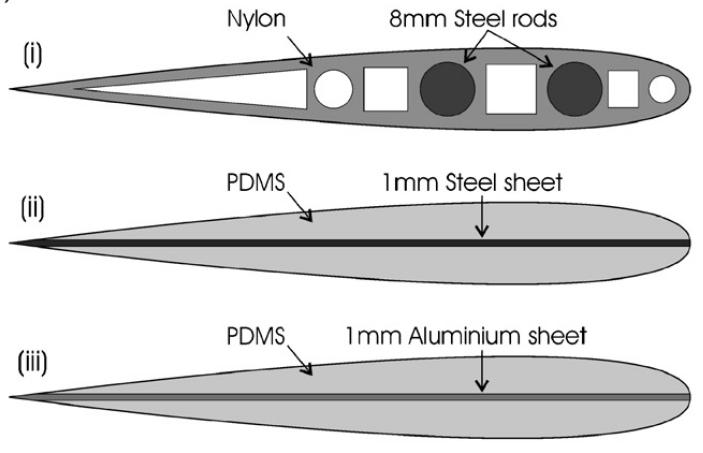 Nylon 8mm Steel rods
(i)
PDMS 1mm Steel sheet
(ii)
PDMS 1mm Aluminium sheet
(iii)